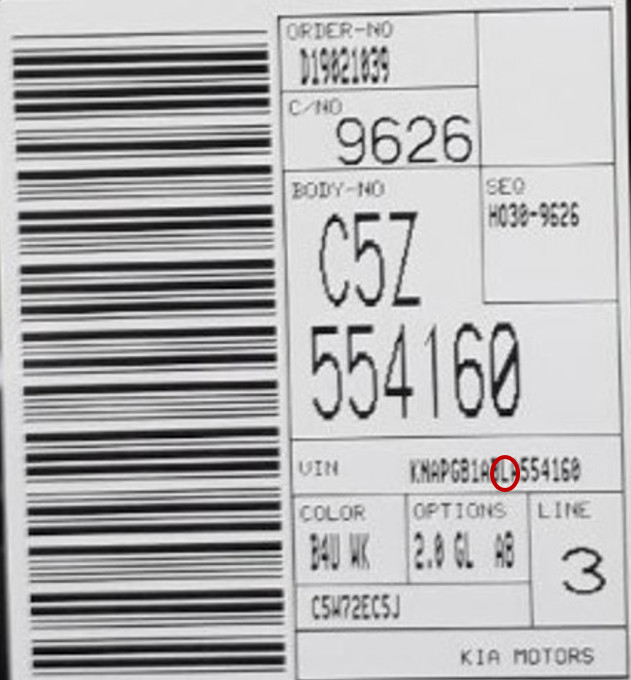 ORDER-NO
D19021039
C/NO
9626
BODY-NO
C5Z
554160
SEQ
H030-9626
VIN KNAPGB1ABLA554160
COLOR
B4U WK
OPTIONS
2.0 GL AB
LINE
3
C5W72EC5J
KIA MOTORS